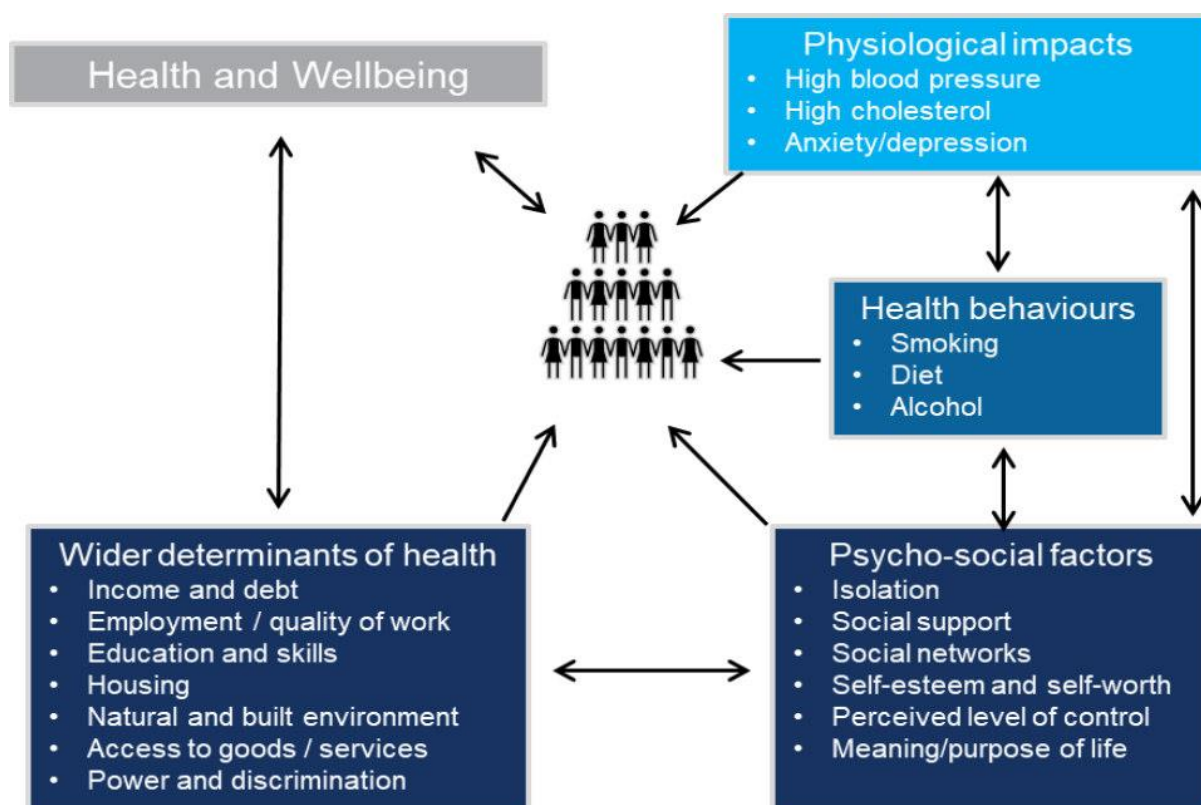 Health and Wellbeing
Physiological impacts
• High blood pressure
• High cholesterol
• Anxiety/depression
Health behaviours
• Smoking
• Diet
• Alcohol
Wider determinants of health
• Income and debt
• Employment / quality of work
• Education and skills
• Housing
• Natural and built environment
• Access to goods / services
• Power and discrimination
Psycho-social factors
• Isolation
• Social support
• Social networks
• Self-esteem and self-worth
• Perceived level of control
• Meaning/purpose of life